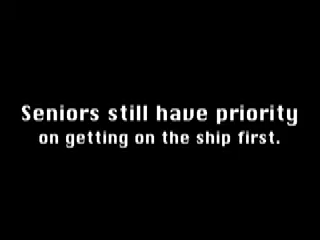 Seniors still have priority
on getting on the ship first.